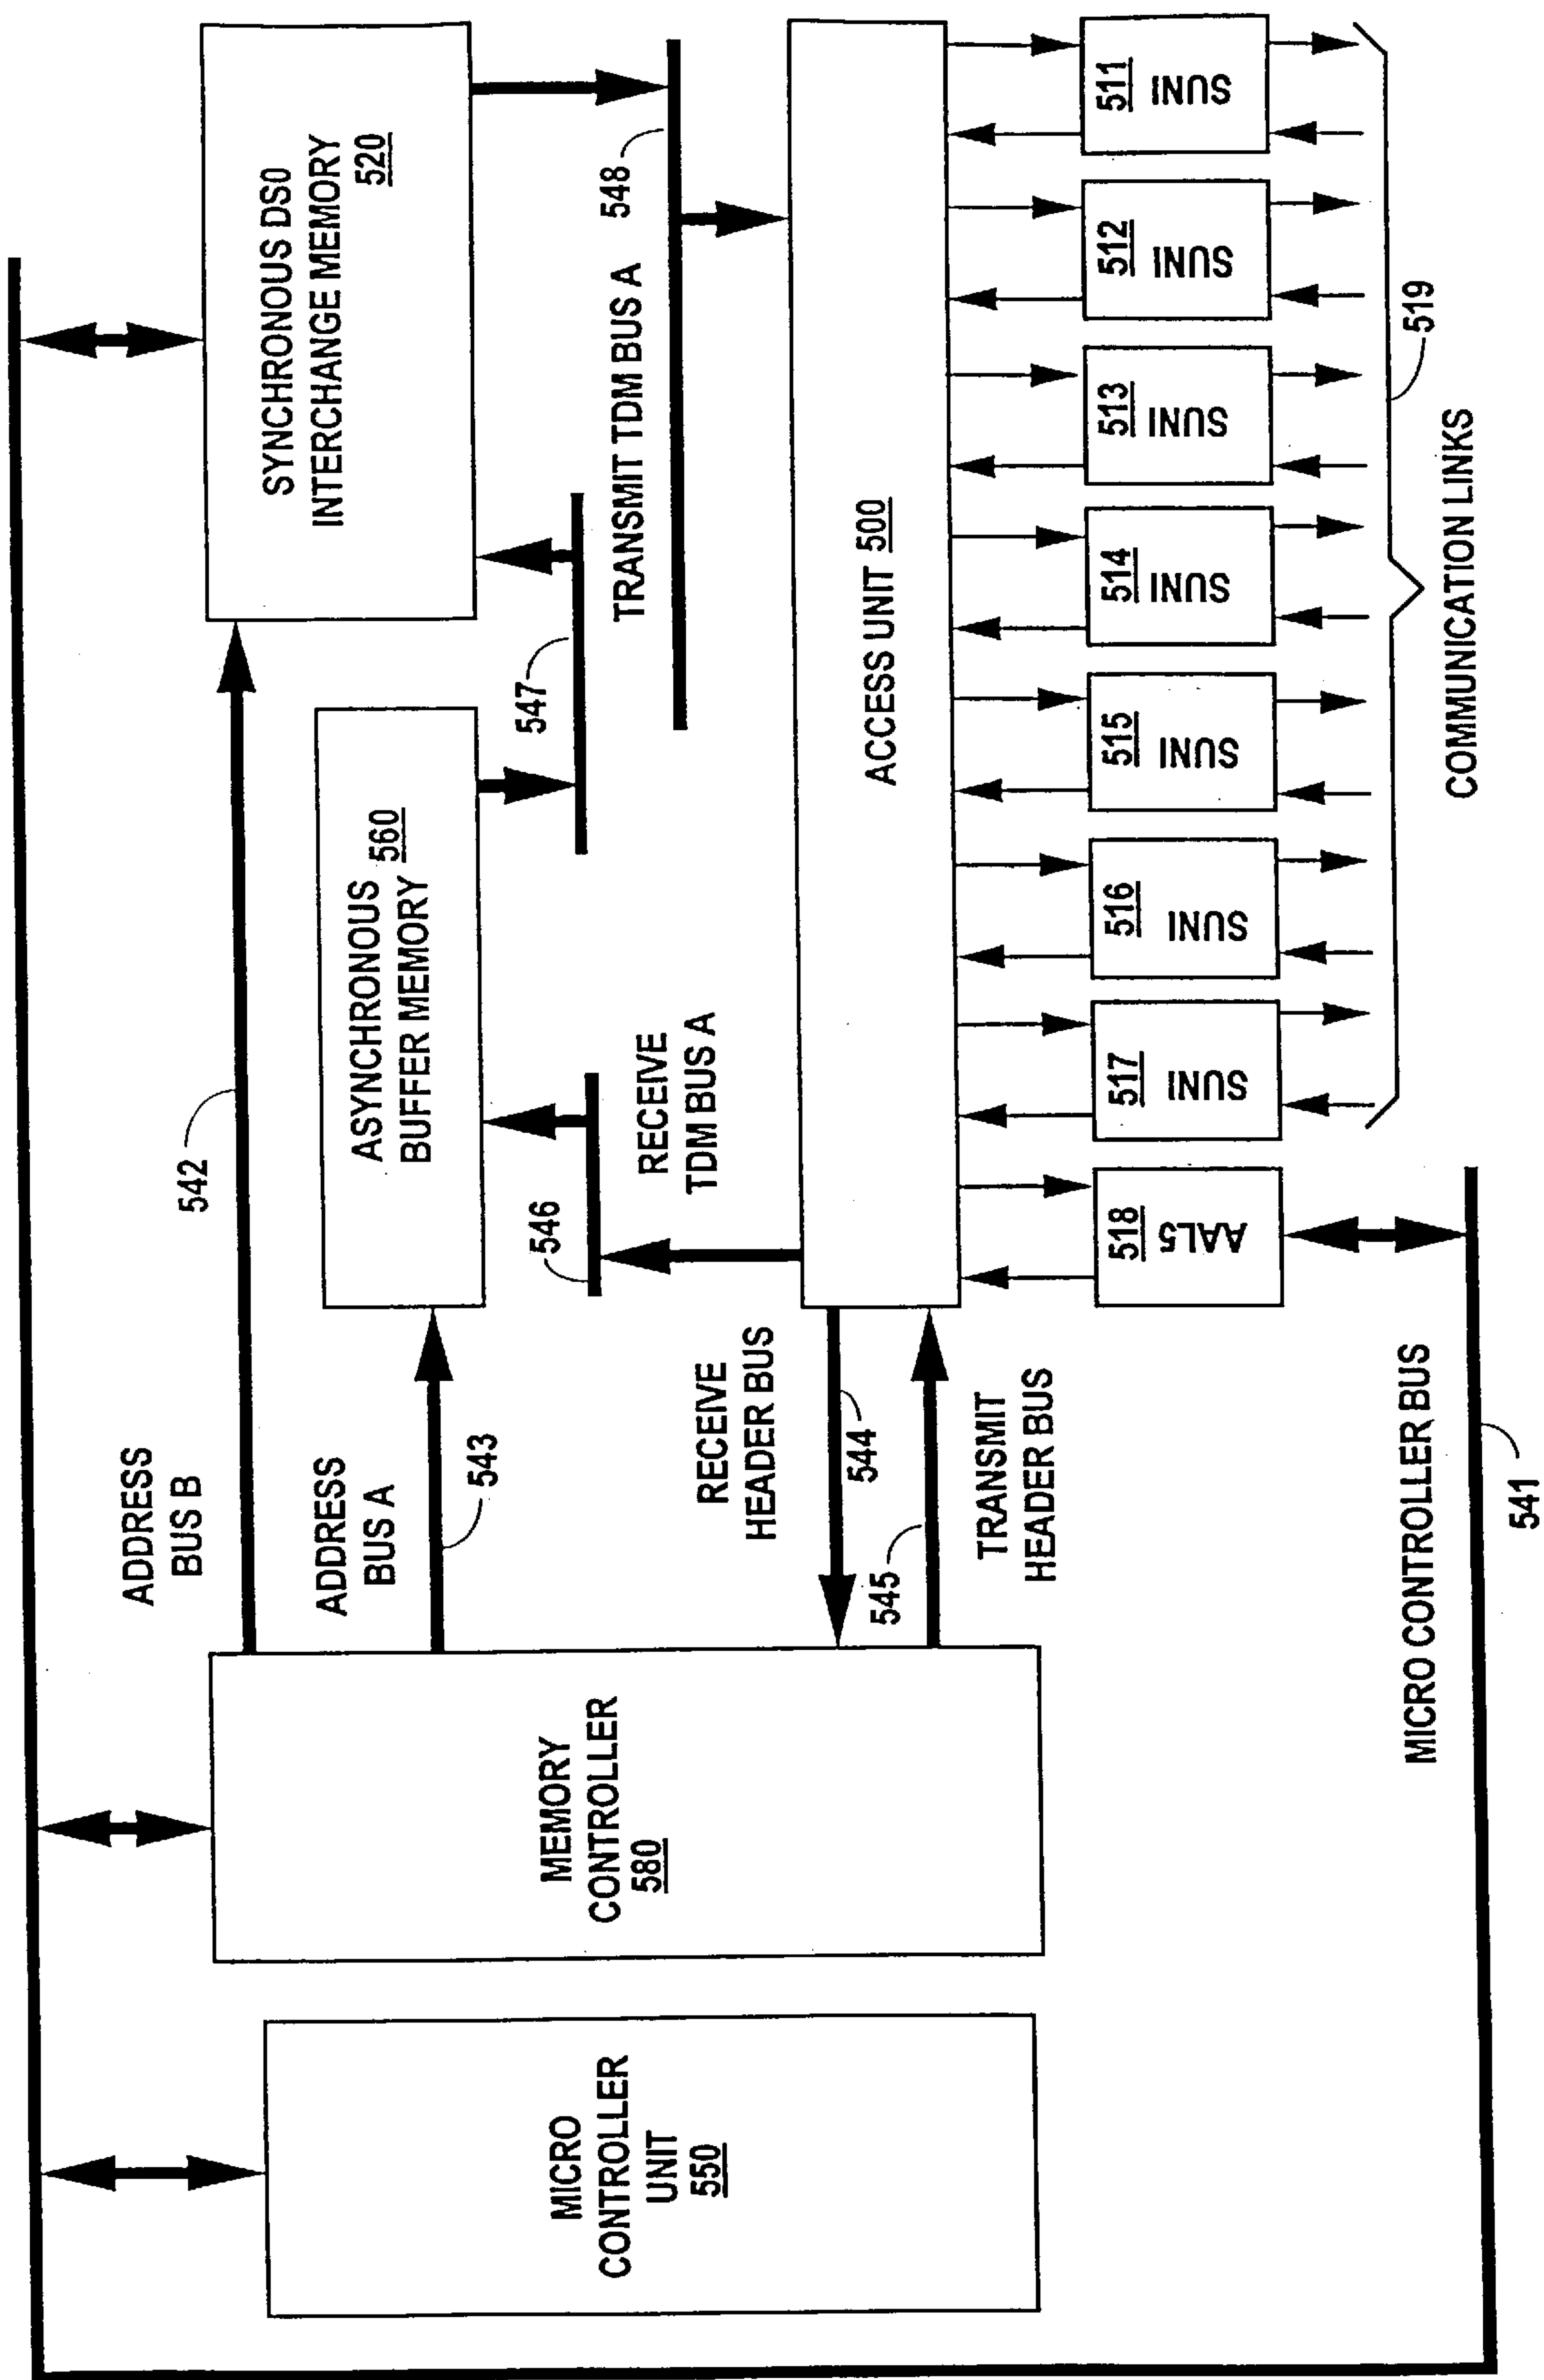 SYNCHRONOUS DS0
INTERCHANGE MEMORY
520
ADDRESS
BUS B
542
ASYNCHRONOUS
BUFFER MEMORY 560
ADDRESS
BUS A
543
547
546
RECEIVE
TDM BUS A
TRANSMIT TDM BUS A
548
MICRO
CONTROLLER
UNIT
550
MEMORY
CONTROLLER
580
RECEIVE
HEADER BUS
544
545
TRANSMIT
HEADER BUS
ACCESS UNIT 500
518
AAL5
517
SUNI
516
SUNI
515
SUNI
514
SUNI
513
SUNI
512
SUNI
511
SUNI
519
COMMUNICATION LINKS
MICRO CONTROLLER BUS
541